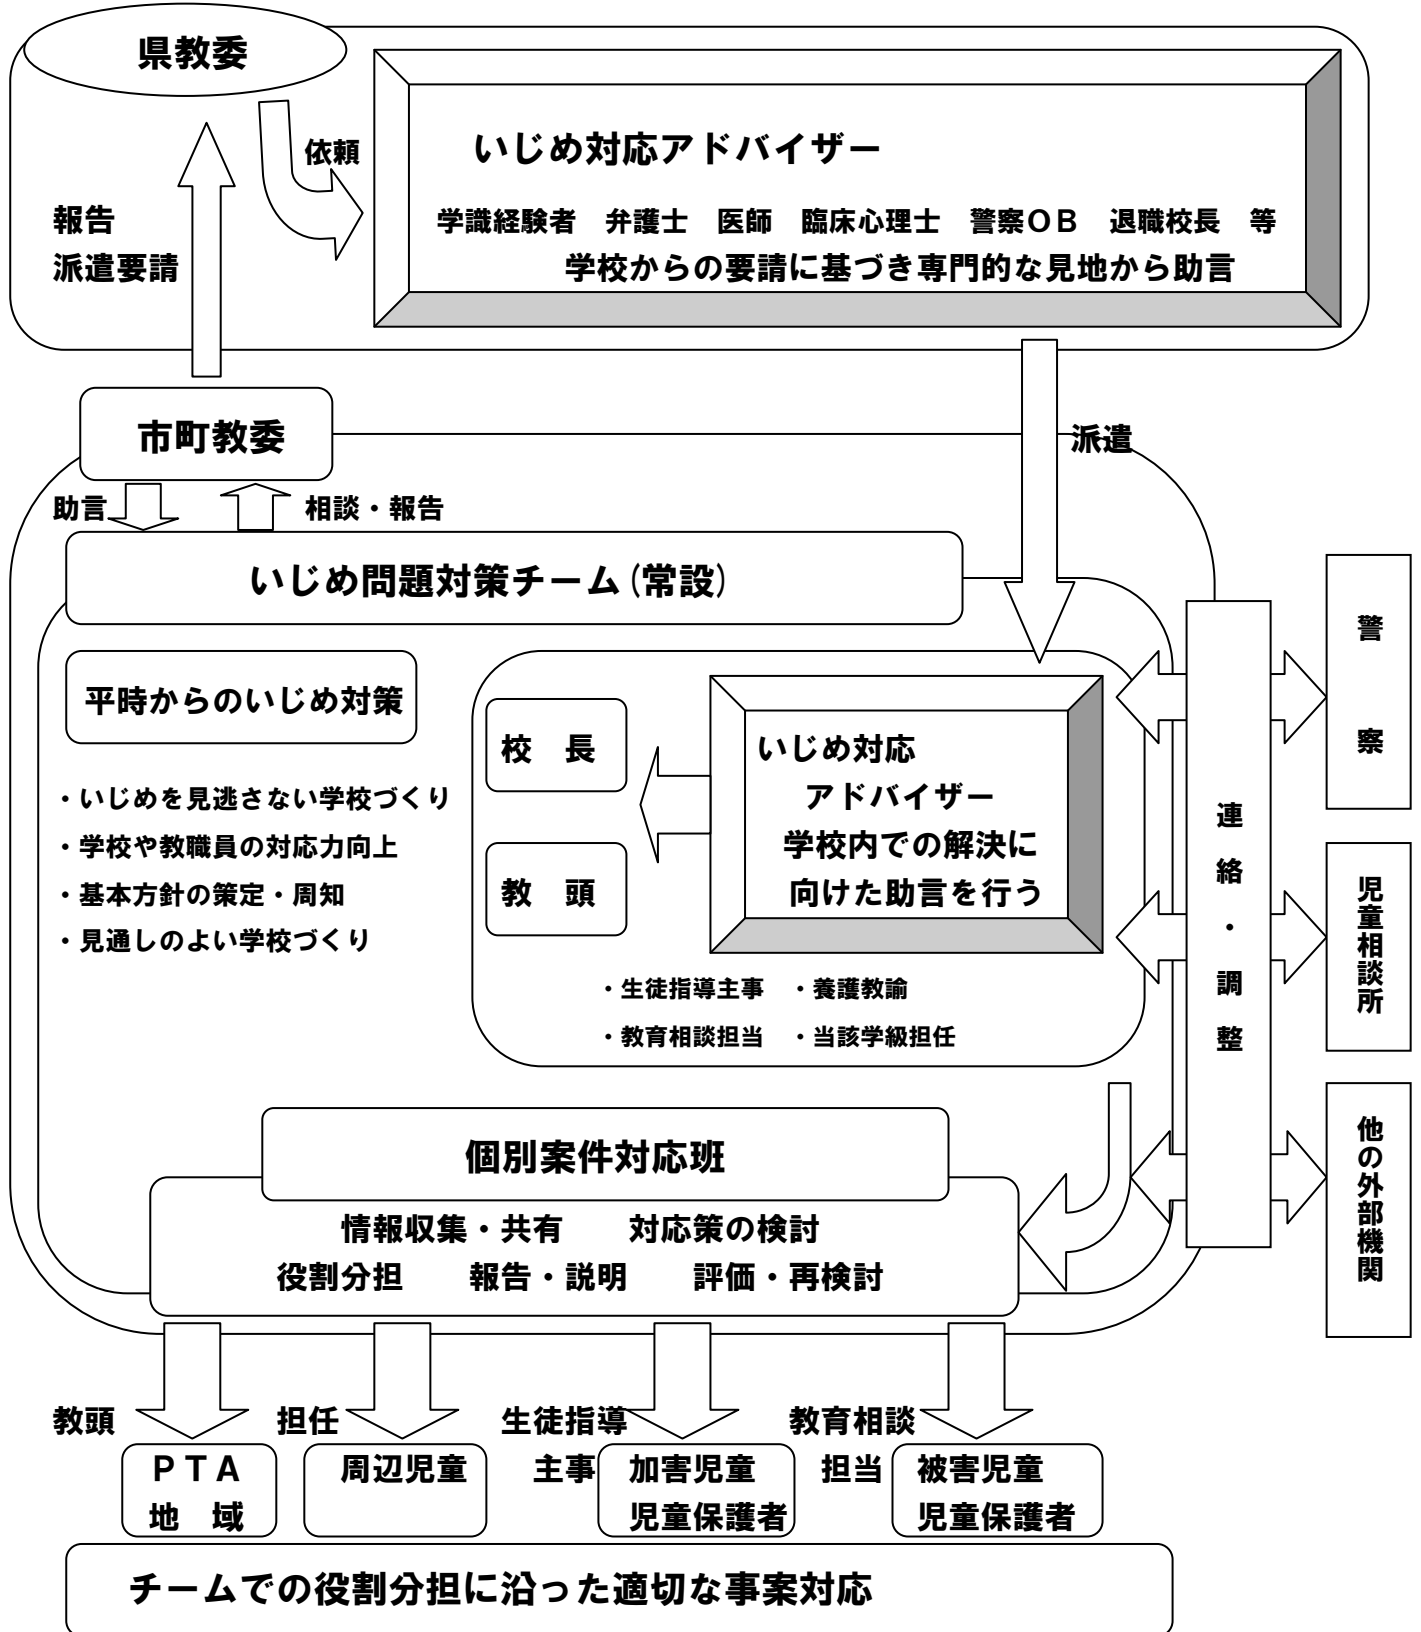 県教委
依頼
報告
派遣要請
いじめ対応アドバイザー
学識経験者　弁護士　医師　臨床心理士　警察ＯＢ　退職校長　等
学校からの要請に基づき専門的な見地から助言
市町教委
派遣
助言
相談・報告
いじめ問題対策チーム(常設)
平時からのいじめ対策
・いじめを見逃さない学校づくり
・学校や教職員の対応力向上
・基本方針の策定・周知
・見通しのよい学校づくり
校　長
教　頭
いじめ対応
アドバイザー
学校内での解決に
向けた助言を行う
・生徒指導主事　・養護教諭
・教育相談担当　・当該学級担任
連絡・調整
警察
児童相談所
他の外部機関
個別案件対応班
情報収集・共有　　対応策の検討
役割分担　　報告・説明　　評価・再検討
教頭
ＰＴＡ
地　域
担任
周辺児童
生徒指導
主事
加害児童
児童保護者
教育相談
担当
被害児童
児童保護者
チームでの役割分担に沿った適切な事案対応